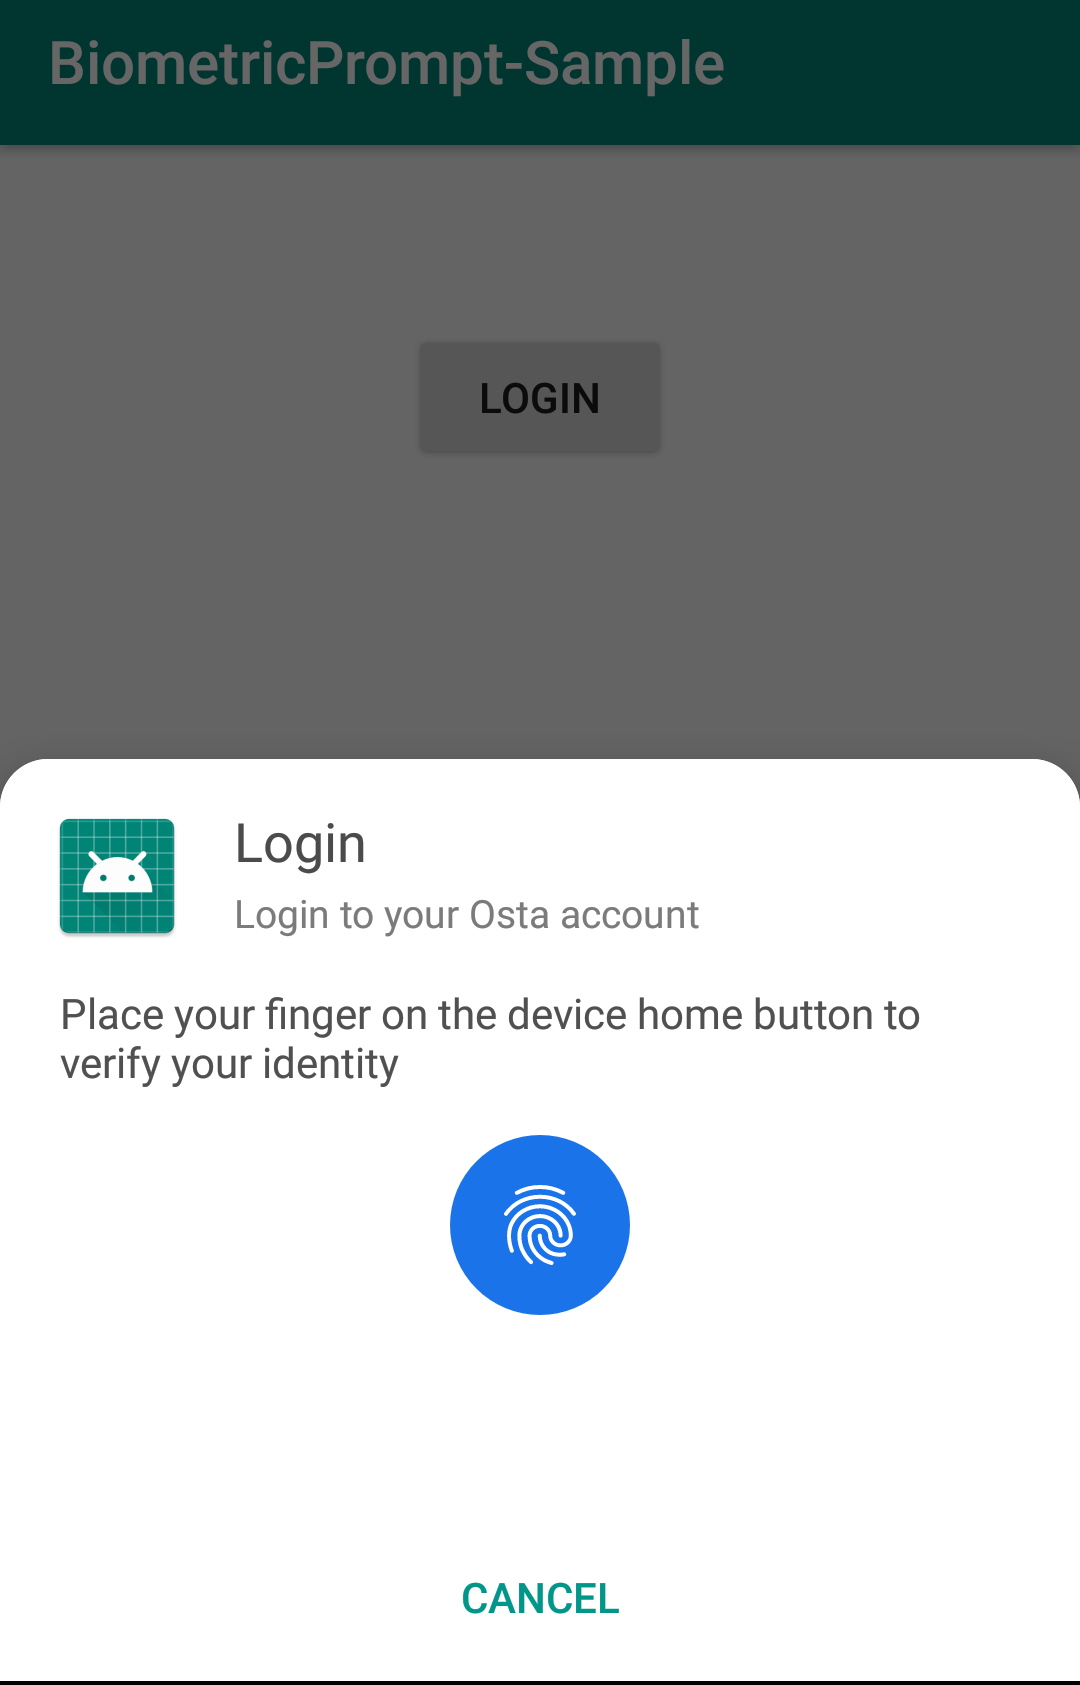 BiometricPrompt-Sample
LOGIN
Login
Login to your Osta account
Place your finger on the device home button to
verify your identity
CANCEL